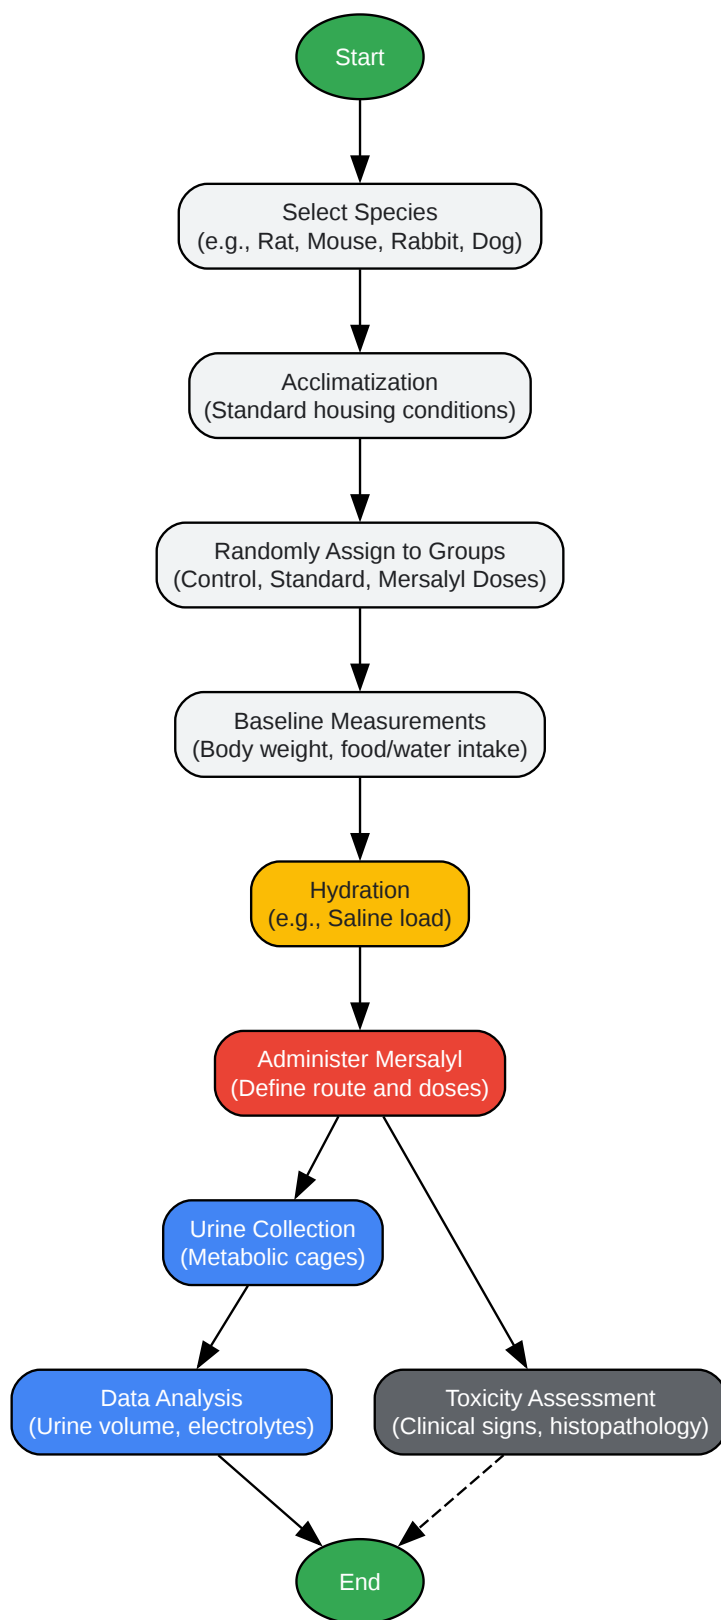 Start
Select Species
(e.g., Rat, Mouse, Rabbit, Dog)
Acclimatization
(Standard housing conditions)
Randomly Assign to Groups
(Control, Standard, Mersalyl Doses)
Baseline Measurements
(Body weight, food/water intake)
Hydration
(e.g., Saline load)
Administer Mersalyl
(Define route and doses)
Urine Collection
(Metabolic cages)
Data Analysis
(Urine volume, electrolytes)
Toxicity Assessment
(Clinical signs, histopathology)
End